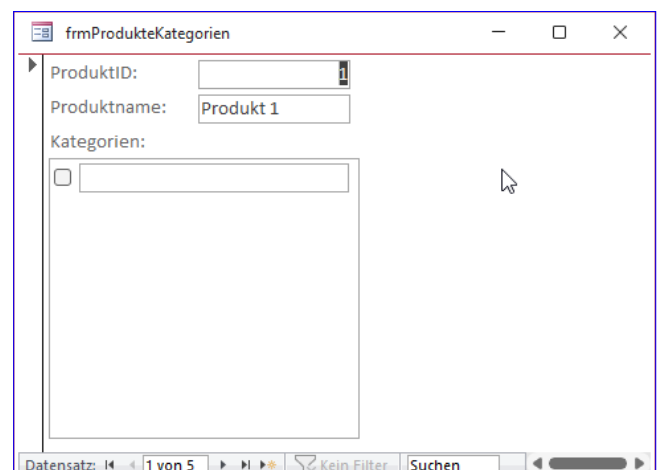 frmProdukteKategorien
ProduktID: 1
Produktname: Produkt 1
Kategorien:
Datensatz: 1 von 5 Kein Filter Suchen